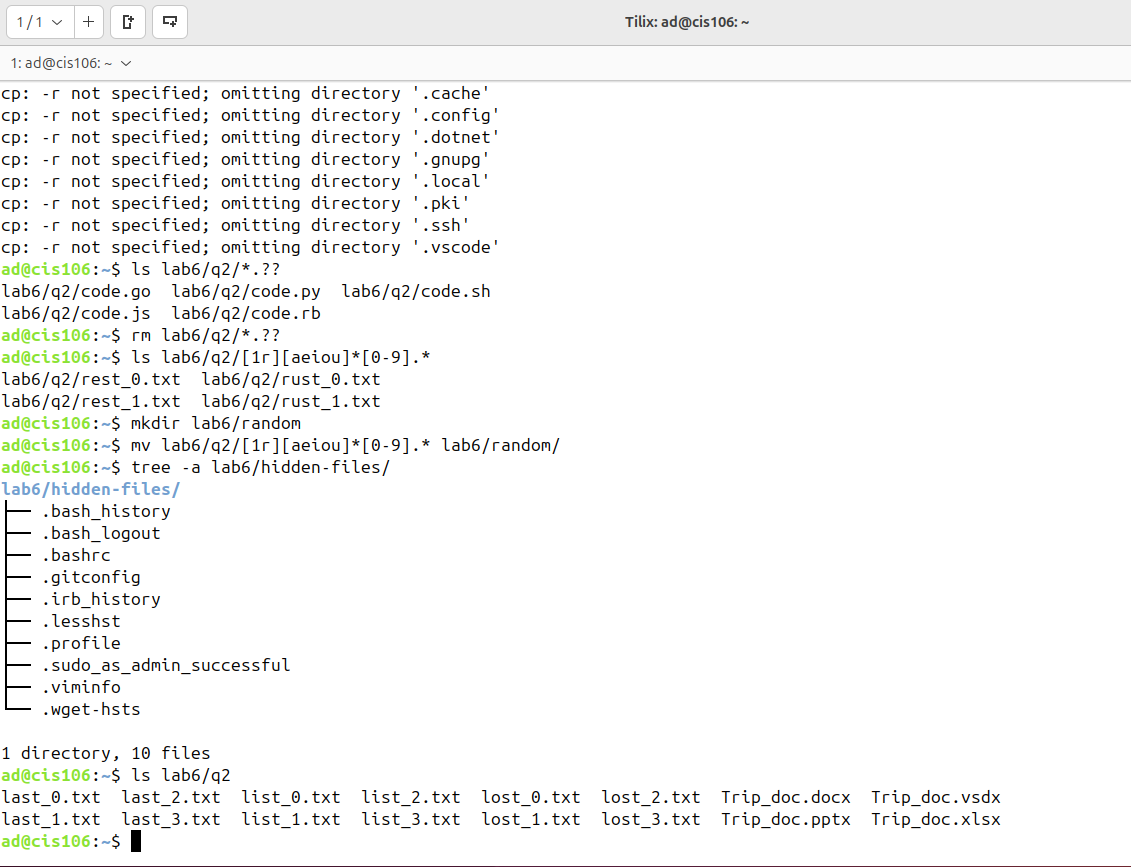 1 / 1
Tilix: ad@cis106: ~
1: ad@cis106: ~
cp: -r not specified; omitting directory '.cache'
cp: -r not specified; omitting directory '.config'
cp: -r not specified; omitting directory '.dotnet'
cp: -r not specified; omitting directory '.gnupg'
cp: -r not specified; omitting directory '.local'
cp: -r not specified; omitting directory '.pki'
cp: -r not specified; omitting directory '.ssh'
cp: -r not specified; omitting directory '.vscode'
ad@cis106:~$ ls lab6/q2/*.??
lab6/q2/code.go  lab6/q2/code.py  lab6/q2/code.sh
lab6/q2/code.js  lab6/q2/code.rb
ad@cis106:~$ rm lab6/q2/*.??
ad@cis106:~$ ls lab6/q2/[1r][aeiou]*[0-9].*
lab6/q2/rest_0.txt  lab6/q2/rust_0.txt
lab6/q2/rest_1.txt  lab6/q2/rust_1.txt
ad@cis106:~$ mkdir lab6/random
ad@cis106:~$ mv lab6/q2/[1r][aeiou]*[0-9].* lab6/random/
ad@cis106:~$ tree -a lab6/hidden-files/
lab6/hidden-files/
├── .bash_history
├── .bash_logout
├── .bashrc
├── .gitconfig
├── .irb_history
├── .lesshst
├── .profile
├── .sudo_as_admin_successful
├── .viminfo
└── .wget-hsts
1 directory, 10 files
ad@cis106:~$ ls lab6/q2
last_0.txt  last_2.txt  list_0.txt  list_2.txt  lost_0.txt  lost_2.txt  Trip_doc.docx  Trip_doc.vsdx
last_1.txt  last_3.txt  list_1.txt  list_3.txt  lost_1.txt  lost_3.txt  Trip_doc.pptx  Trip_doc.xlsx
ad@cis106:~$